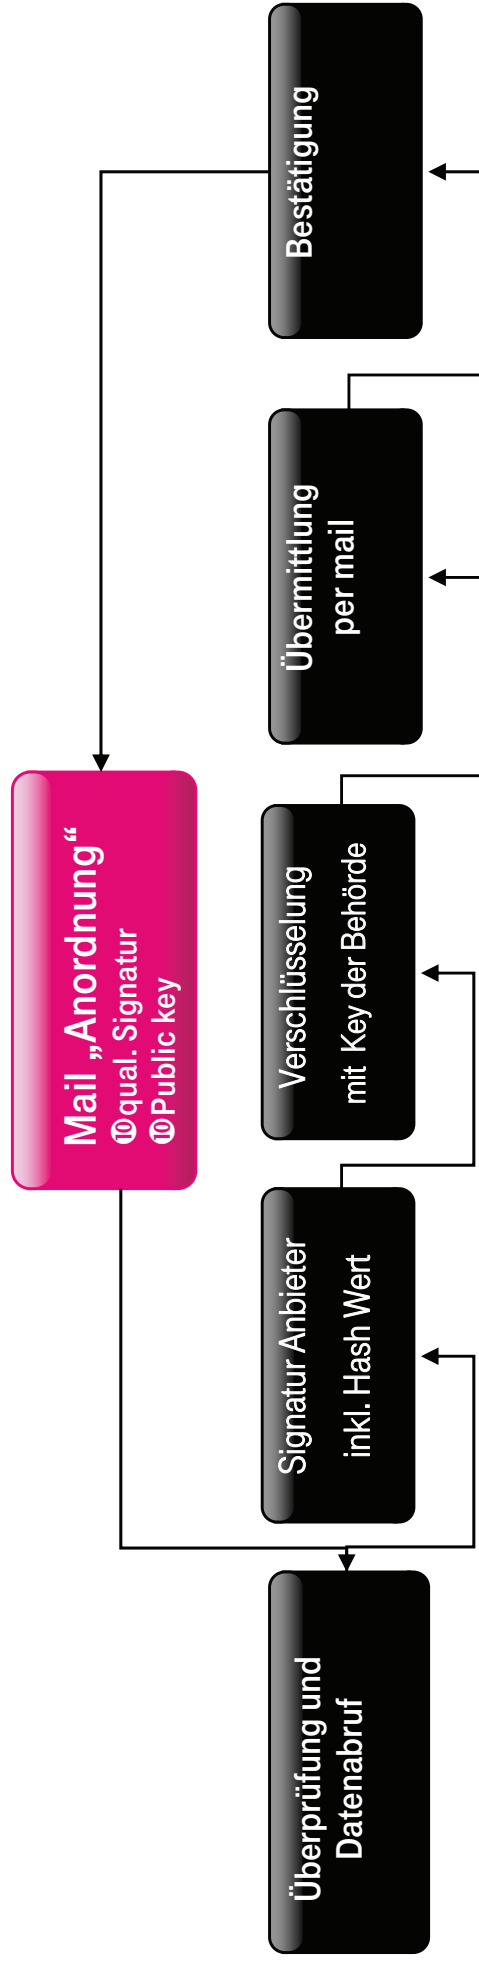 Mail „Anordnung“
❿qual. Signatur
❿Public key
Überprüfung und
Datenabruf
Signatur Anbieter
inkl. Hash Wert
Verschlüsselung
mit Key der Behörde
Übermittlung
per mail
Bestätigung